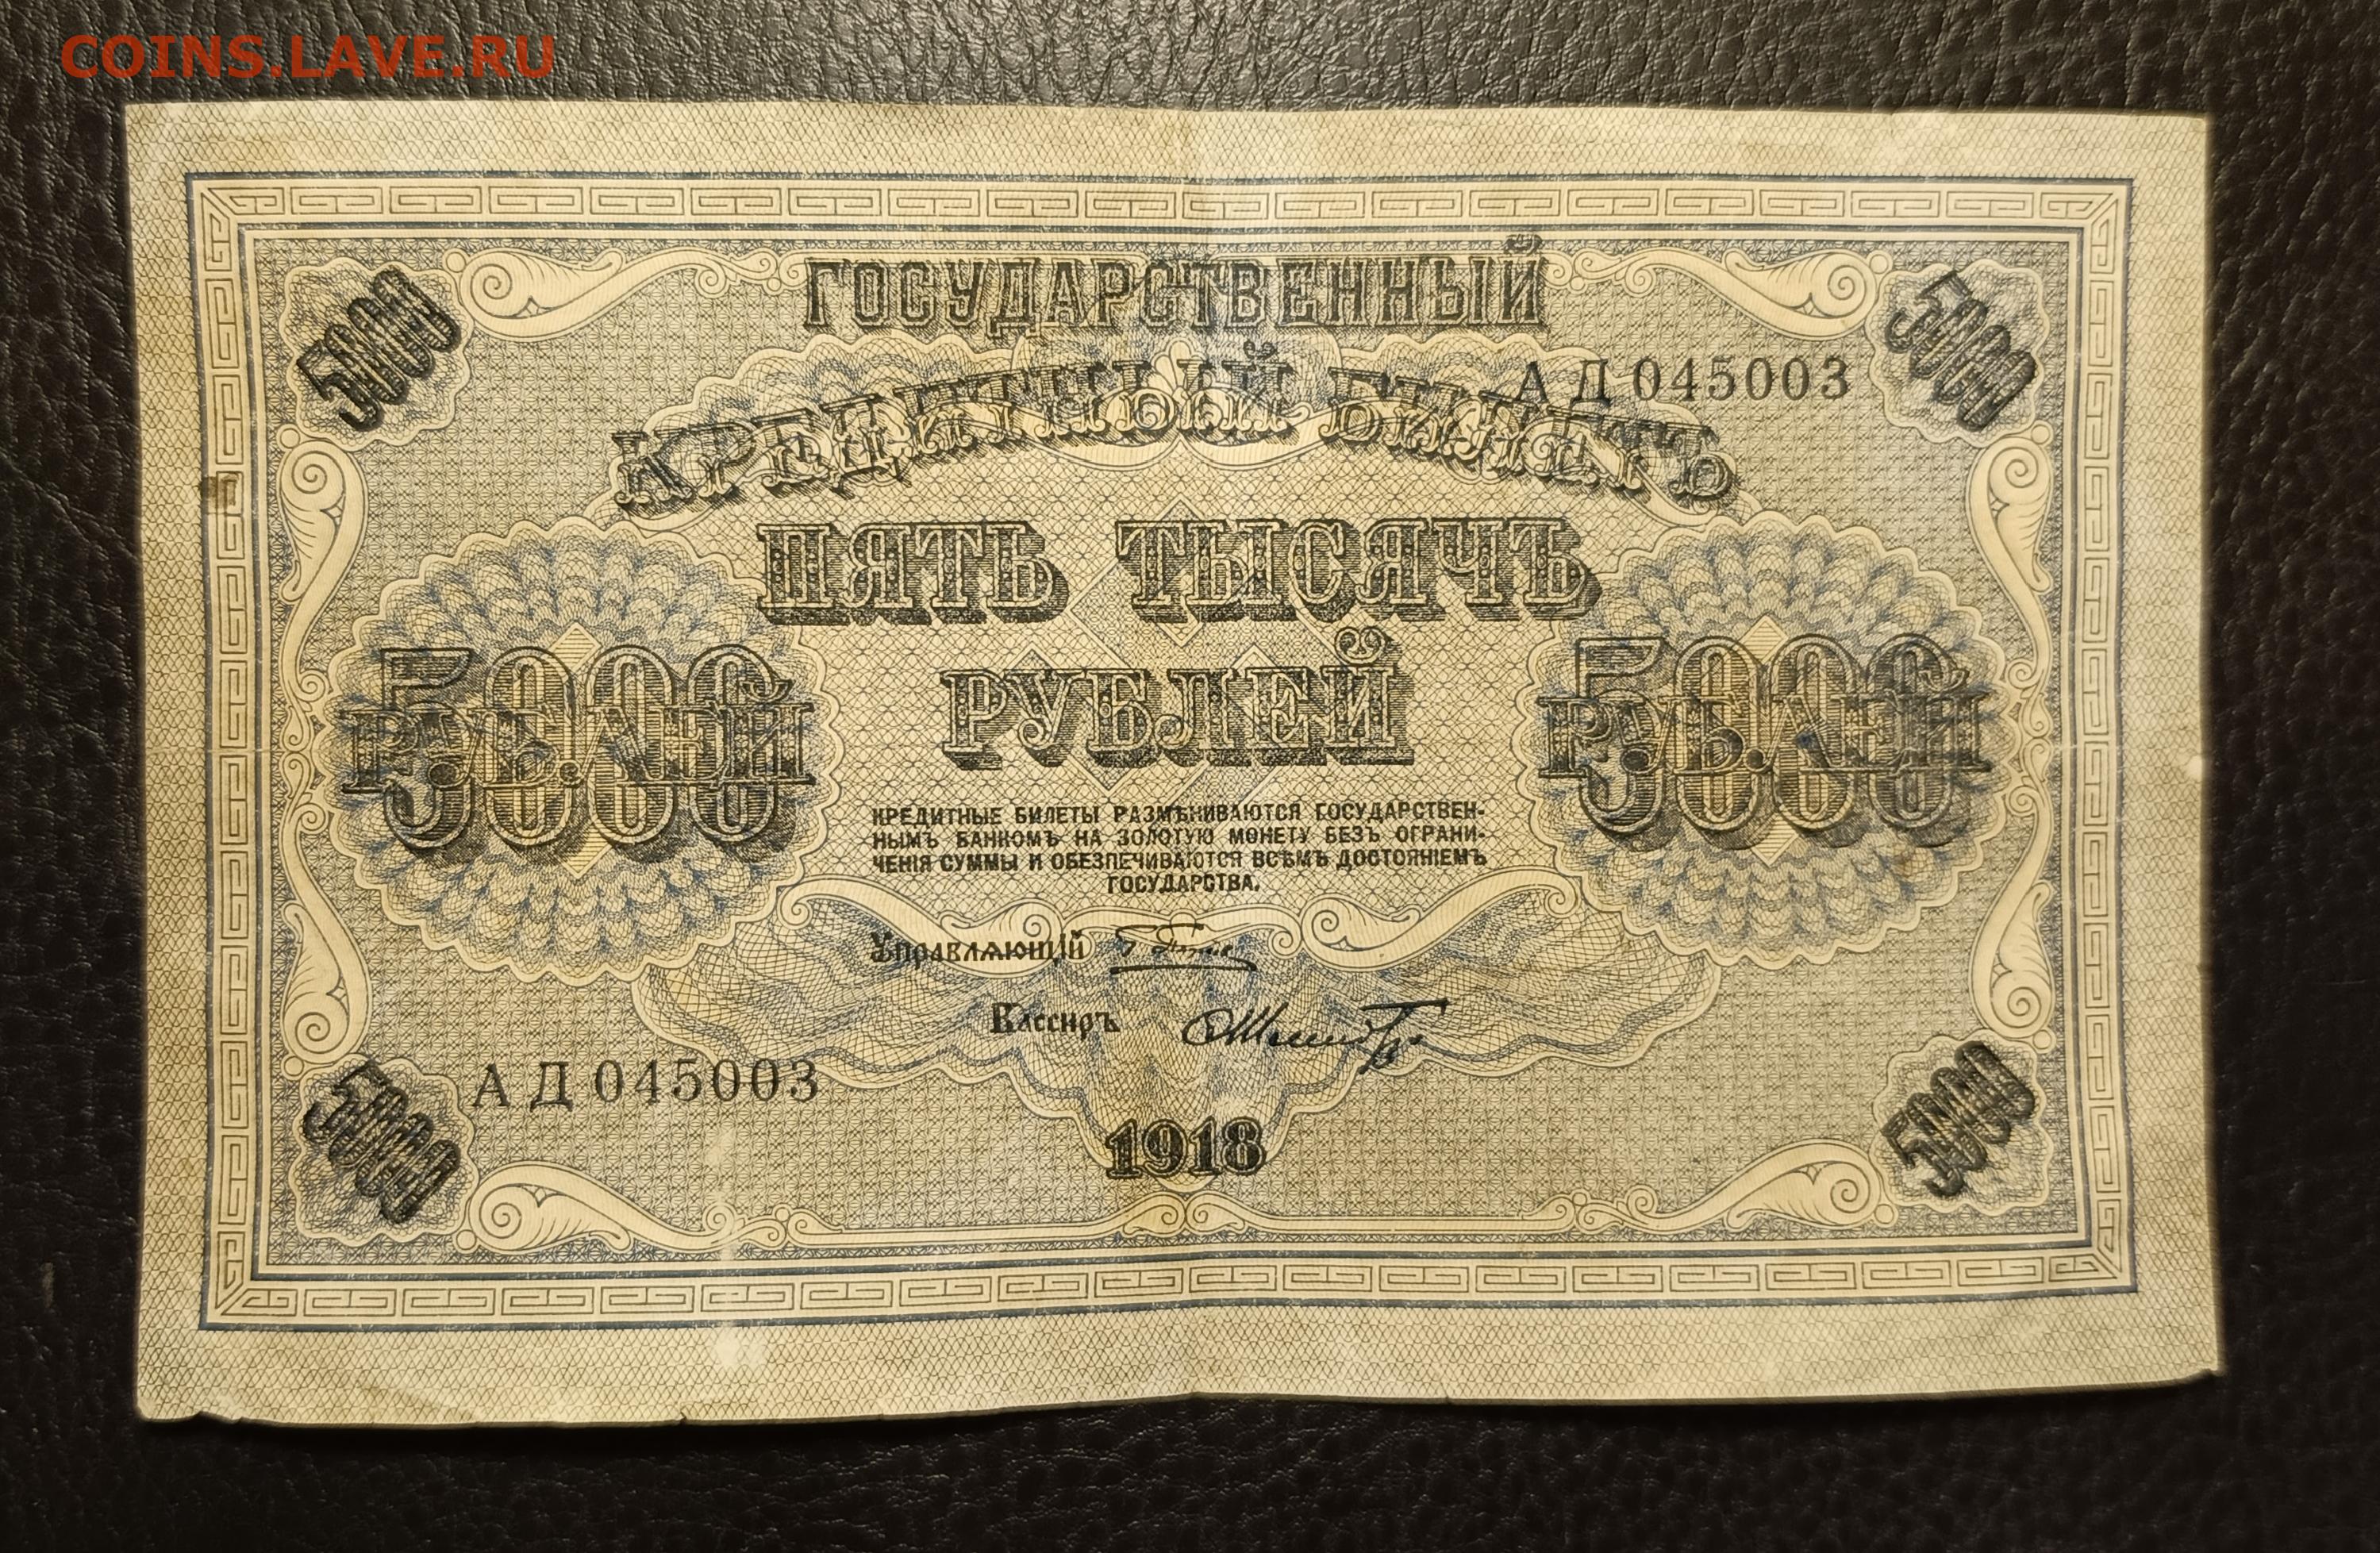 COINS.LAVE.RU
5000
ГОСУДАРСТВЕННЫЙ
5000
АД 045003
КРЕДИТНЫЙ БИЛЕТЪ
ПЯТЬ ТЫСЯЧЪ
РУБЛЕЙ
5000
РУБЛЕЙ
5000
РУБЛЕЙ
КРЕДИТНЫЕ БИЛЕТЫ РАЗМѢНИВАЮТСЯ ГОСУДАРСТВЕН-
НЫМЪ БАНКОМЪ НА ЗОЛОТУЮ МОНЕТУ БЕЗЪ ОГРАНИ-
ЧЕНІЯ СУММЫ И ОБЕЗПЕЧИВАЮТСЯ ВСѢМЪ ДОСТОЯНІЕМЪ
ГОСУДАРСТВА.
Управляющій
Кассиръ
АД 045003
5000
1918
5000